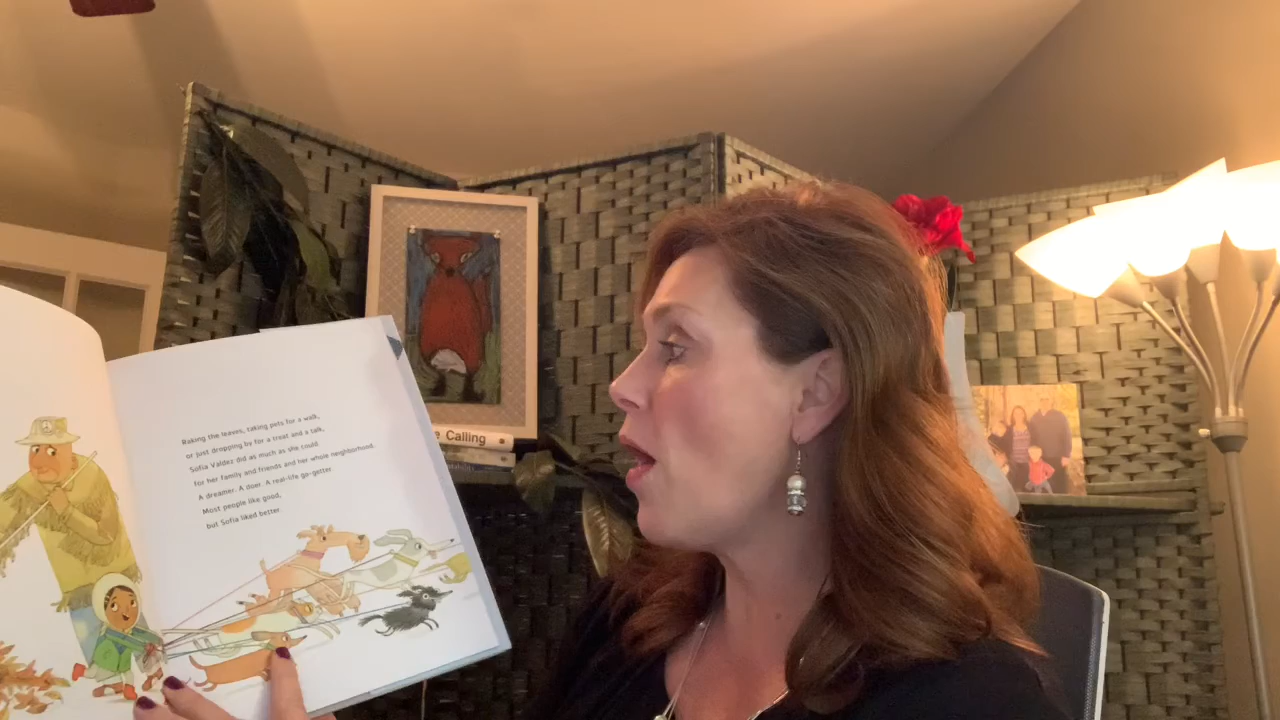 Raking the leaves, taking pets for a walk,
or just dropping by for a treat and a talk,
Sofia Valdez did as much as she could
for her family and friends and her whole neighborhood.
A dreamer. A doer. A real-life go-getter.
Most people like good,
but Sofia liked better.
Calling